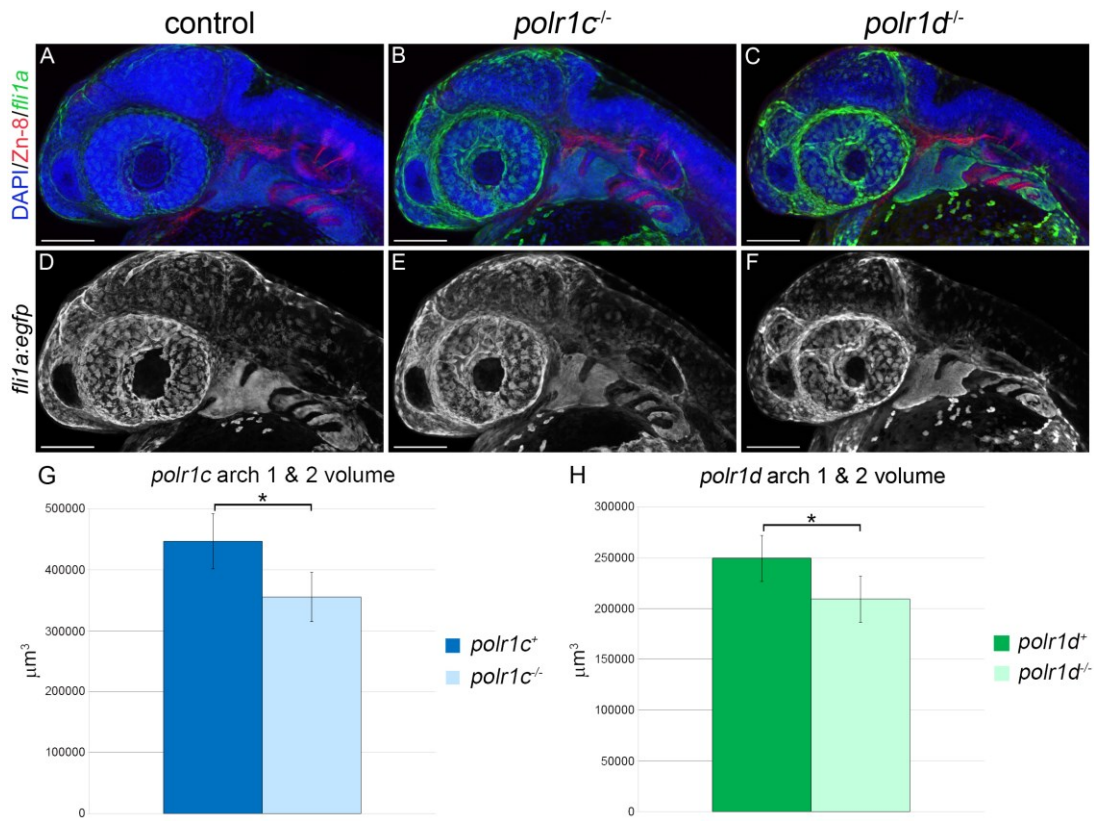 control polr1c-/- polr1d-/-
DAPI/Zn-8/fli1a
A B C
fli1a:egfp
D E F
G polr1c arch 1 & 2 volume
500000
400000
300000
200000
100000
0
µm³
*
polr1c⁺
polr1c-/-
H polr1d arch 1 & 2 volume
300000
250000
200000
150000
100000
50000
0
µm³
*
polr1d⁺
polr1d-/-